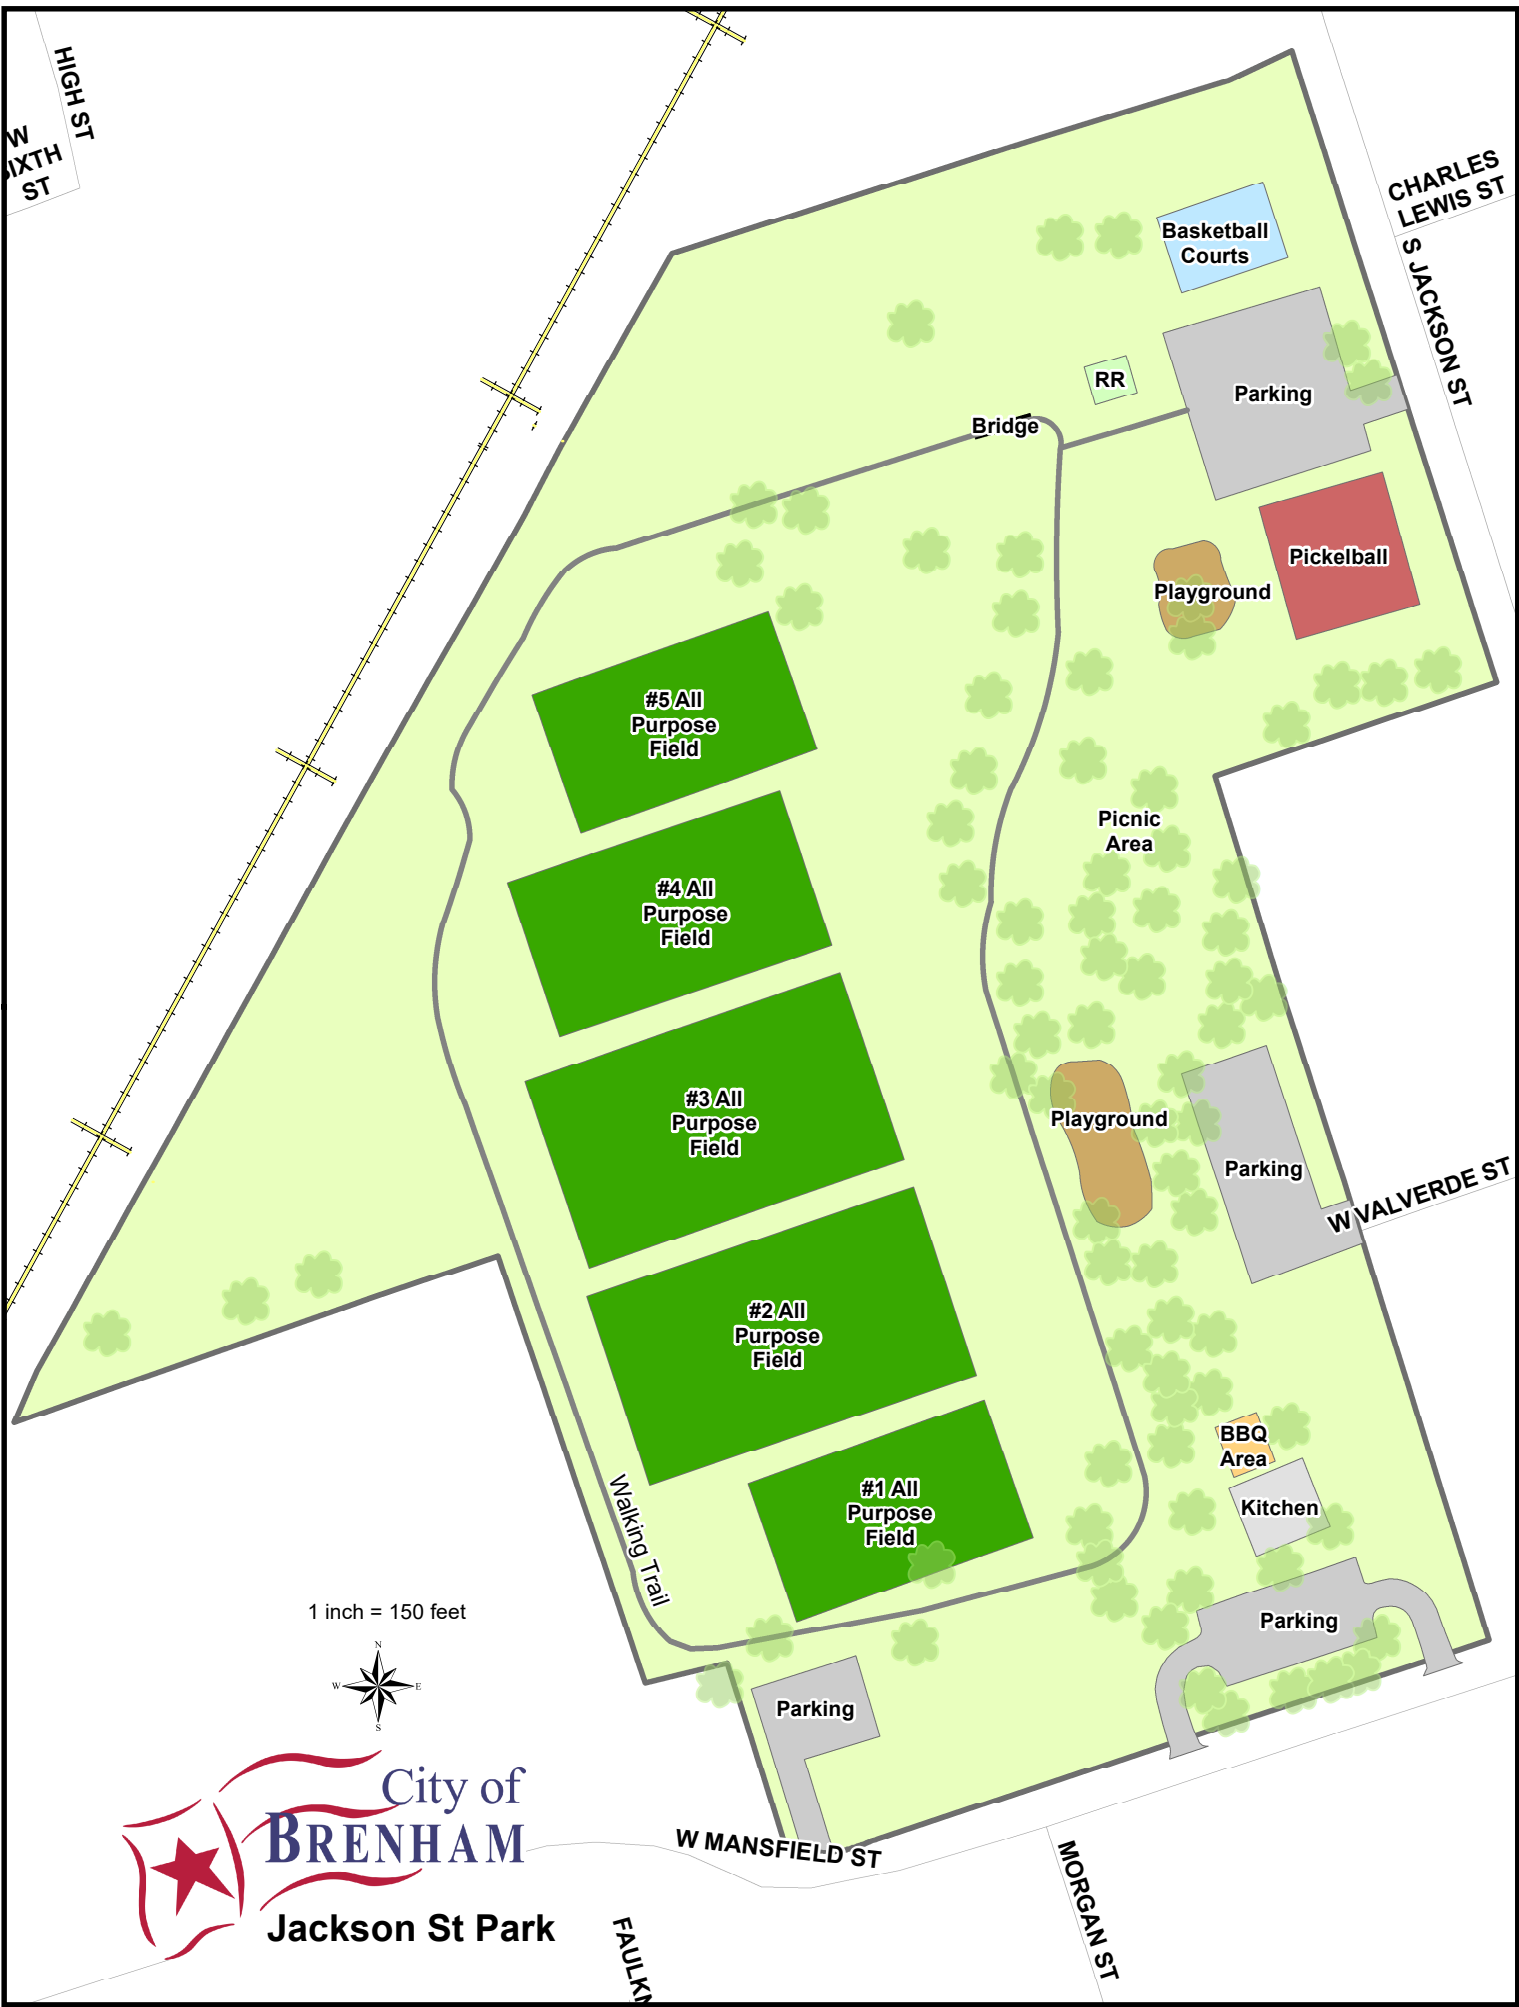 HIGH ST
W
SIXTH
ST
CHARLES
LEWIS ST
S JACKSON ST
Basketball
Courts
RR
Parking
Bridge
Pickelball
Playground
#5 All
Purpose
Field
Picnic
Area
#4 All
Purpose
Field
#3 All
Purpose
Field
Playground
Parking
W VALVERDE ST
#2 All
Purpose
Field
BBQ
Area
Kitchen
#1 All
Purpose
Field
Walking Trail
Parking
Parking
1 inch = 150 feet
N
W E
S
City of
BRENHAM
Jackson St Park
W MANSFIELD ST
MORGAN ST